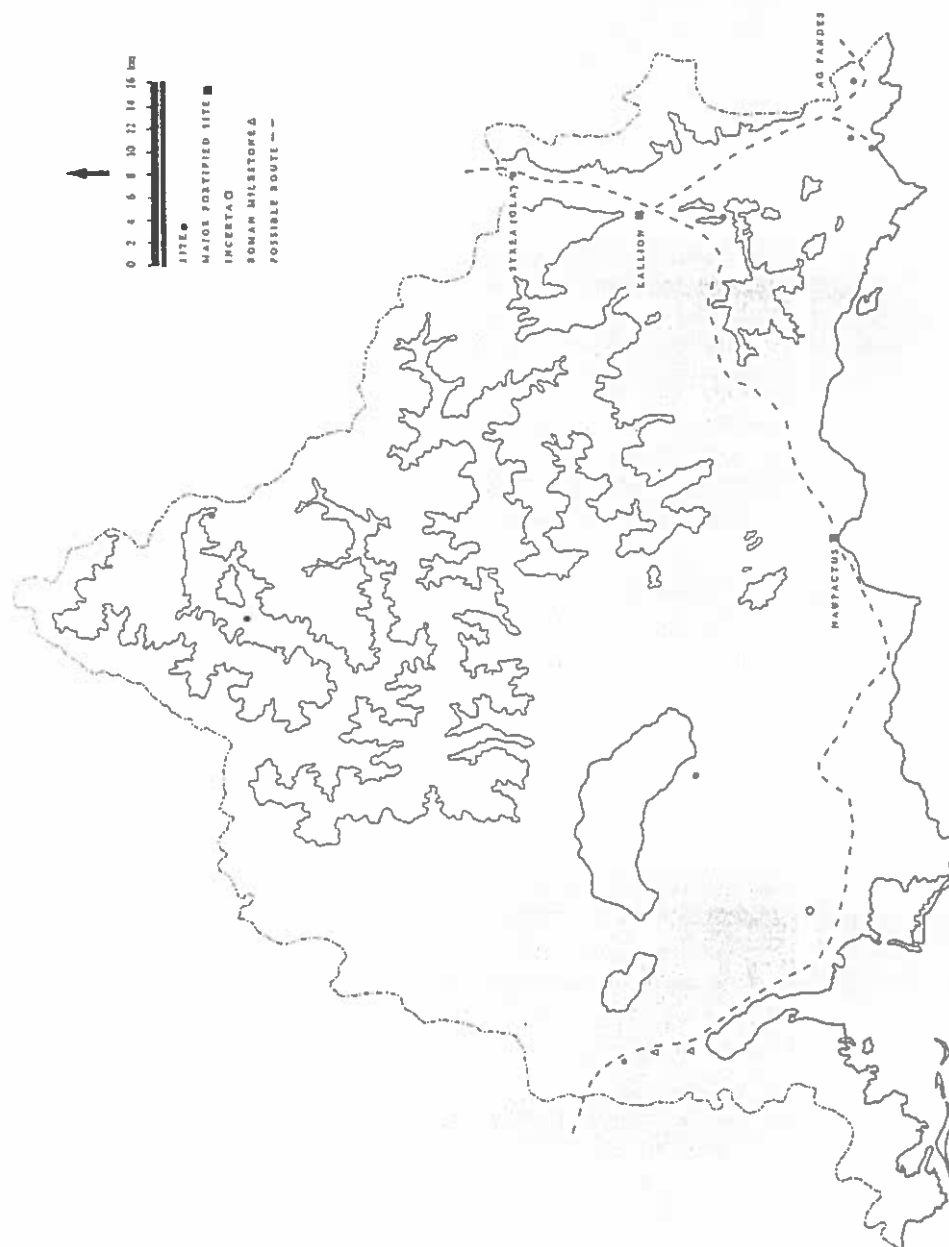 0 2 4 6 8 10 12 14 16 km
SITE
MAJOR FORTIFIED SITE
INCERTA
ROMAN MILESTONES
POSSIBLE ROUTE
KALLION
NAUPACTUS
AG PANDES